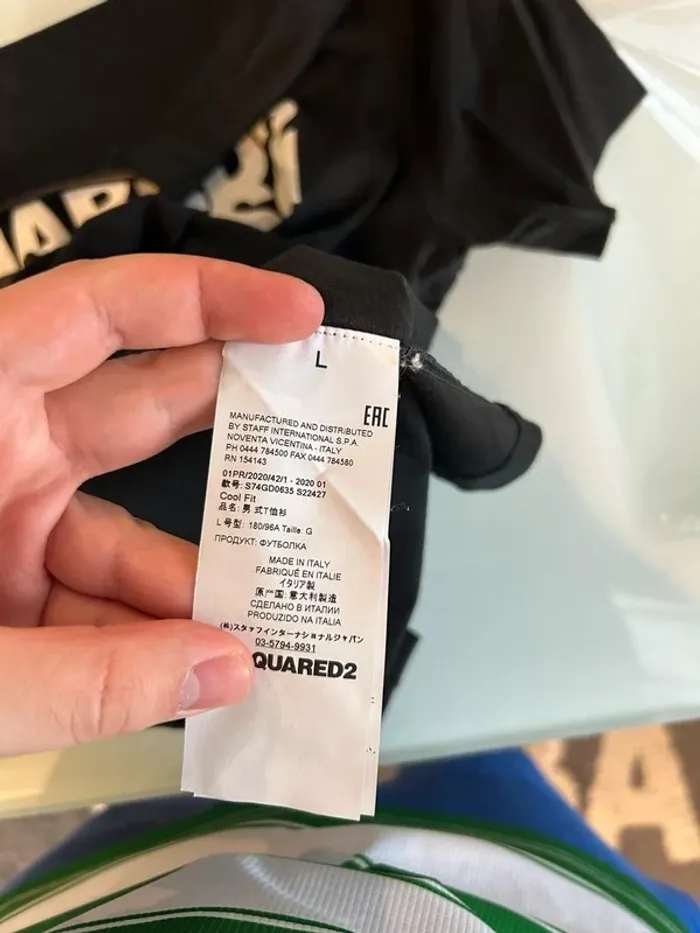 L
EAC
MANUFACTURED AND DISTRIBUTED
BY STAFF INTERNATIONAL S.P.A.
NOVENTA VICENTINA - ITALY
PH 0444 784500 FAX 0444 784580
RN 154143
01PR/2020/42/1 - 2020 01
款号: S74GD0635 S22427
Cool Fit
品名: 男 式T恤衫
L 号型: 180/96A Taille: G
ПРОДУКТ: ФУТБОЛКА
MADE IN ITALY
FABRIQUÉ EN ITALIE
イタリア製
原产国: 意大利製造
СДЕЛАНО В ИТАЛИИ
PRODUZIDO NA ITALIA
(株)スタッフインターナショナルジャパン
03-5794-9931
QUARED2